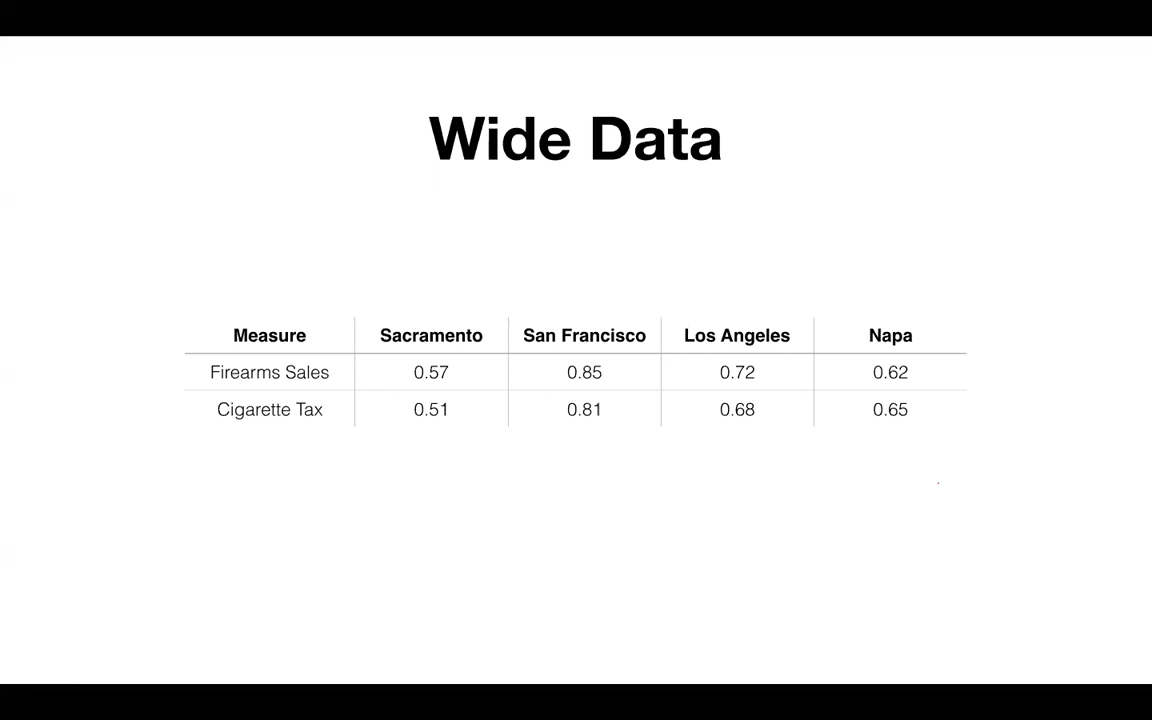 Wide Data
Measure Sacramento San Francisco Los Angeles Napa
Firearms Sales 0.57 0.85 0.72 0.62
Cigarette Tax 0.51 0.81 0.68 0.65